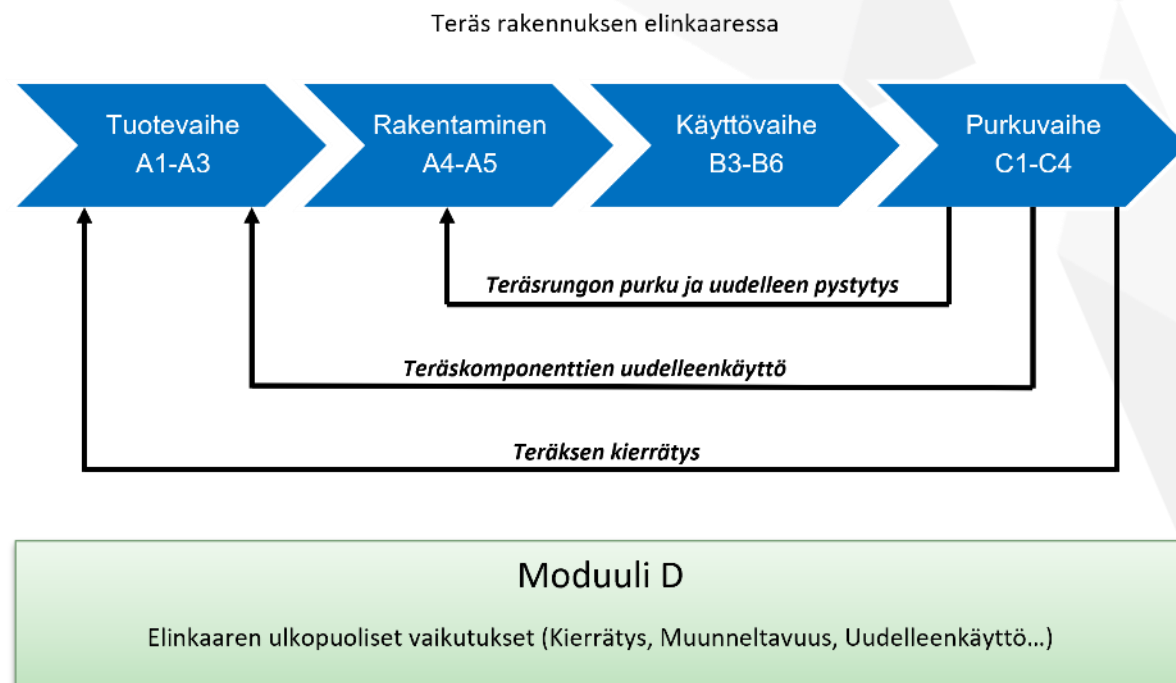 Teräs rakennuksen elinkaaressa
Tuotevaihe
A1-A3
Rakentaminen
A4-A5
Käyttövaihe
B3-B6
Purkuvaihe
C1-C4
Teräsrungon purku ja uudelleen pystytys
Teräskomponenttien uudelleenkäyttö
Teräksen kierrätys
Moduuli D
Elinkaaren ulkopuoliset vaikutukset (Kierrätys, Muunneltavuus, Uudelleenkäyttö...)